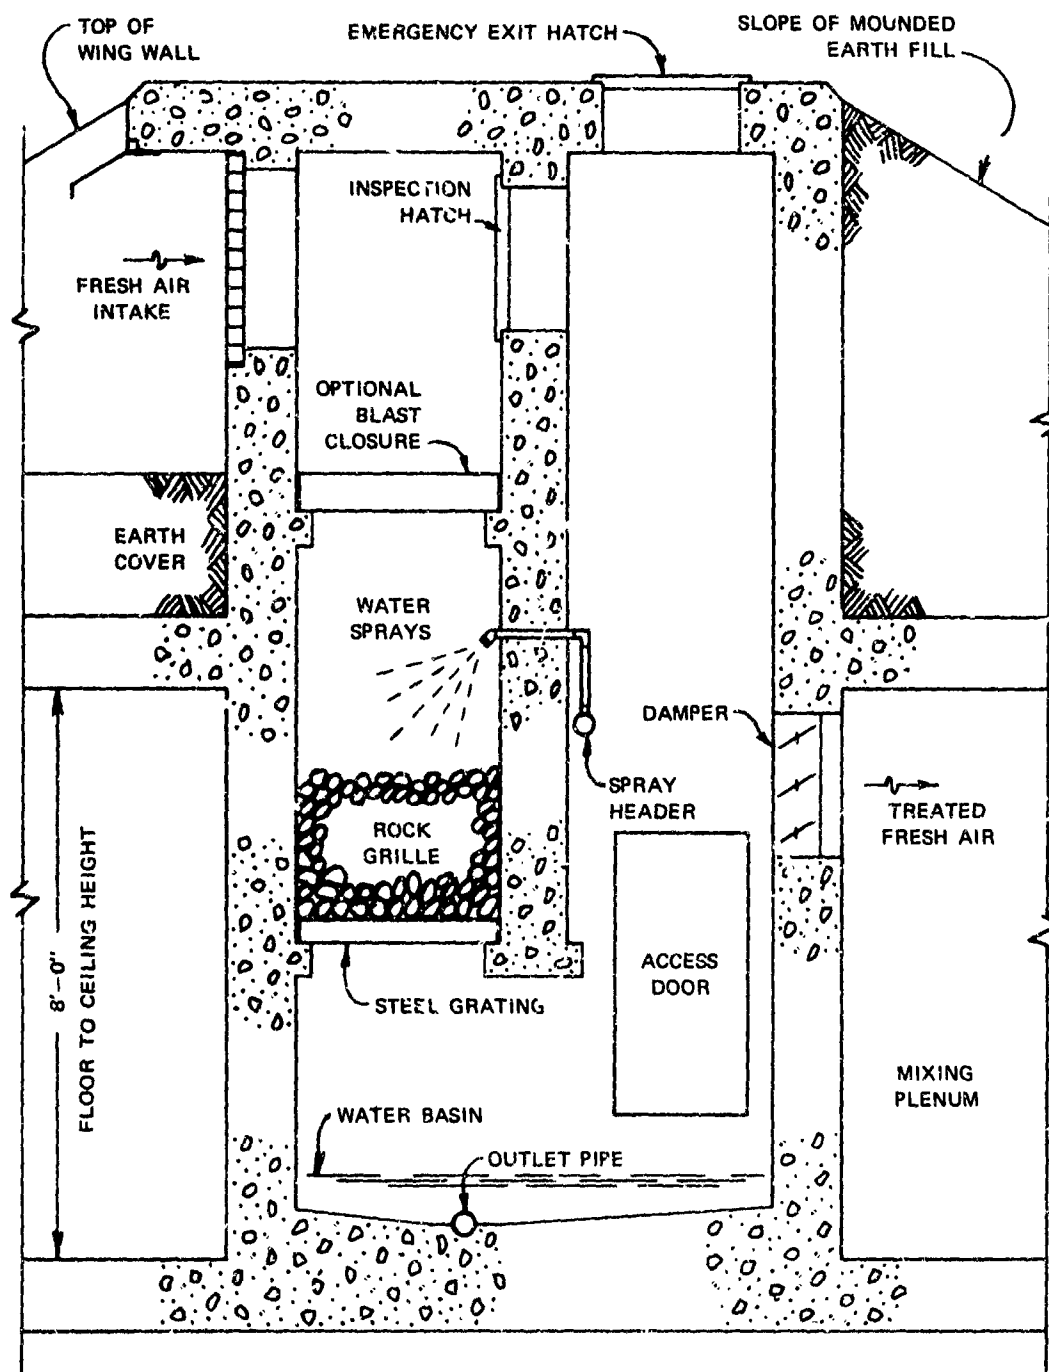 TOP OF
WING WALL
EMERGENCY EXIT HATCH
SLOPE OF MOUNDED
EARTH FILL
INSPECTION
HATCH
FRESH AIR
INTAKE
OPTIONAL
BLAST
CLOSURE
EARTH
COVER
WATER
SPRAYS
DAMPER
SPRAY
HEADER
TREATED
FRESH AIR
ROCK
GRILLE
8'-0"
FLOOR TO CEILING HEIGHT
ACCESS
DOOR
STEEL GRATING
MIXING
PLENUM
WATER BASIN
OUTLET PIPE